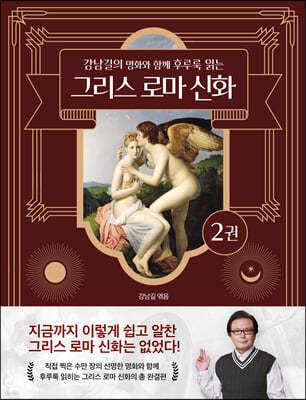 강남길의 명화와 함께 후루룩 읽는
그리스 로마 신화
2권
강남길 엮음
지금까지 이렇게 쉽고 알찬
그리스 로마 신화는 없었다!
직접 찍은 수만 장의 선명한 명화와 함께
후루룩 읽히는 그리스 로마 신화의 총 완결편